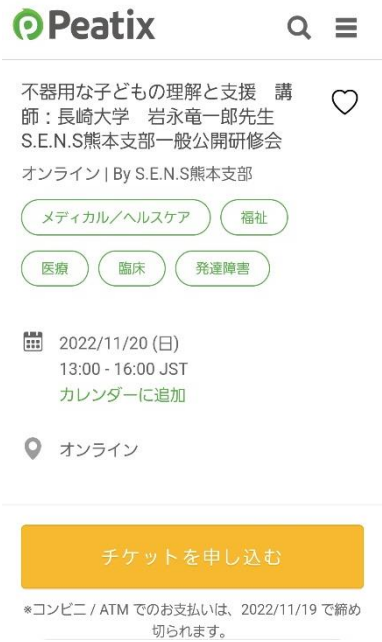 Peatix
不器用な子どもの理解と支援　講
師：長崎大学　岩永竜一郎先生
S.E.N.S熊本支部一般公開研修会
オンライン | By S.E.N.S熊本支部
メディカル／ヘルスケア 福祉
医療 臨床 発達障害
2022/11/20 (日)
13:00 - 16:00 JST
カレンダーに追加
オンライン
チケットを申し込む
※コンビニ / ATM でのお支払いは、2022/11/19 で締め
切られます。